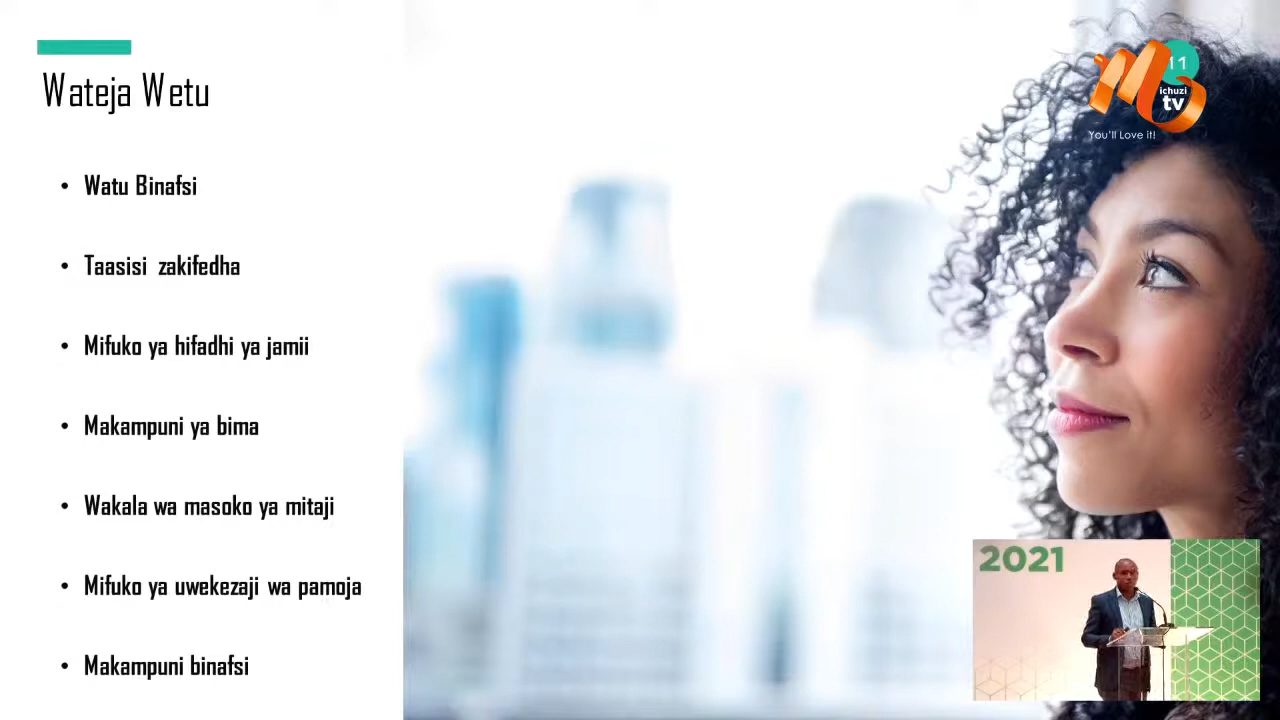 Wateja Wetu
11
ichuzi
tv
You'll Love it!
• Watu Binafsi
• Taasisi zakifedha
• Mifuko ya hifadhi ya jamii
• Makampuni ya bima
• Wakala wa masoko ya mitaji
• Mifuko ya uwekezaji wa pamoja
• Makampuni binafsi
2021